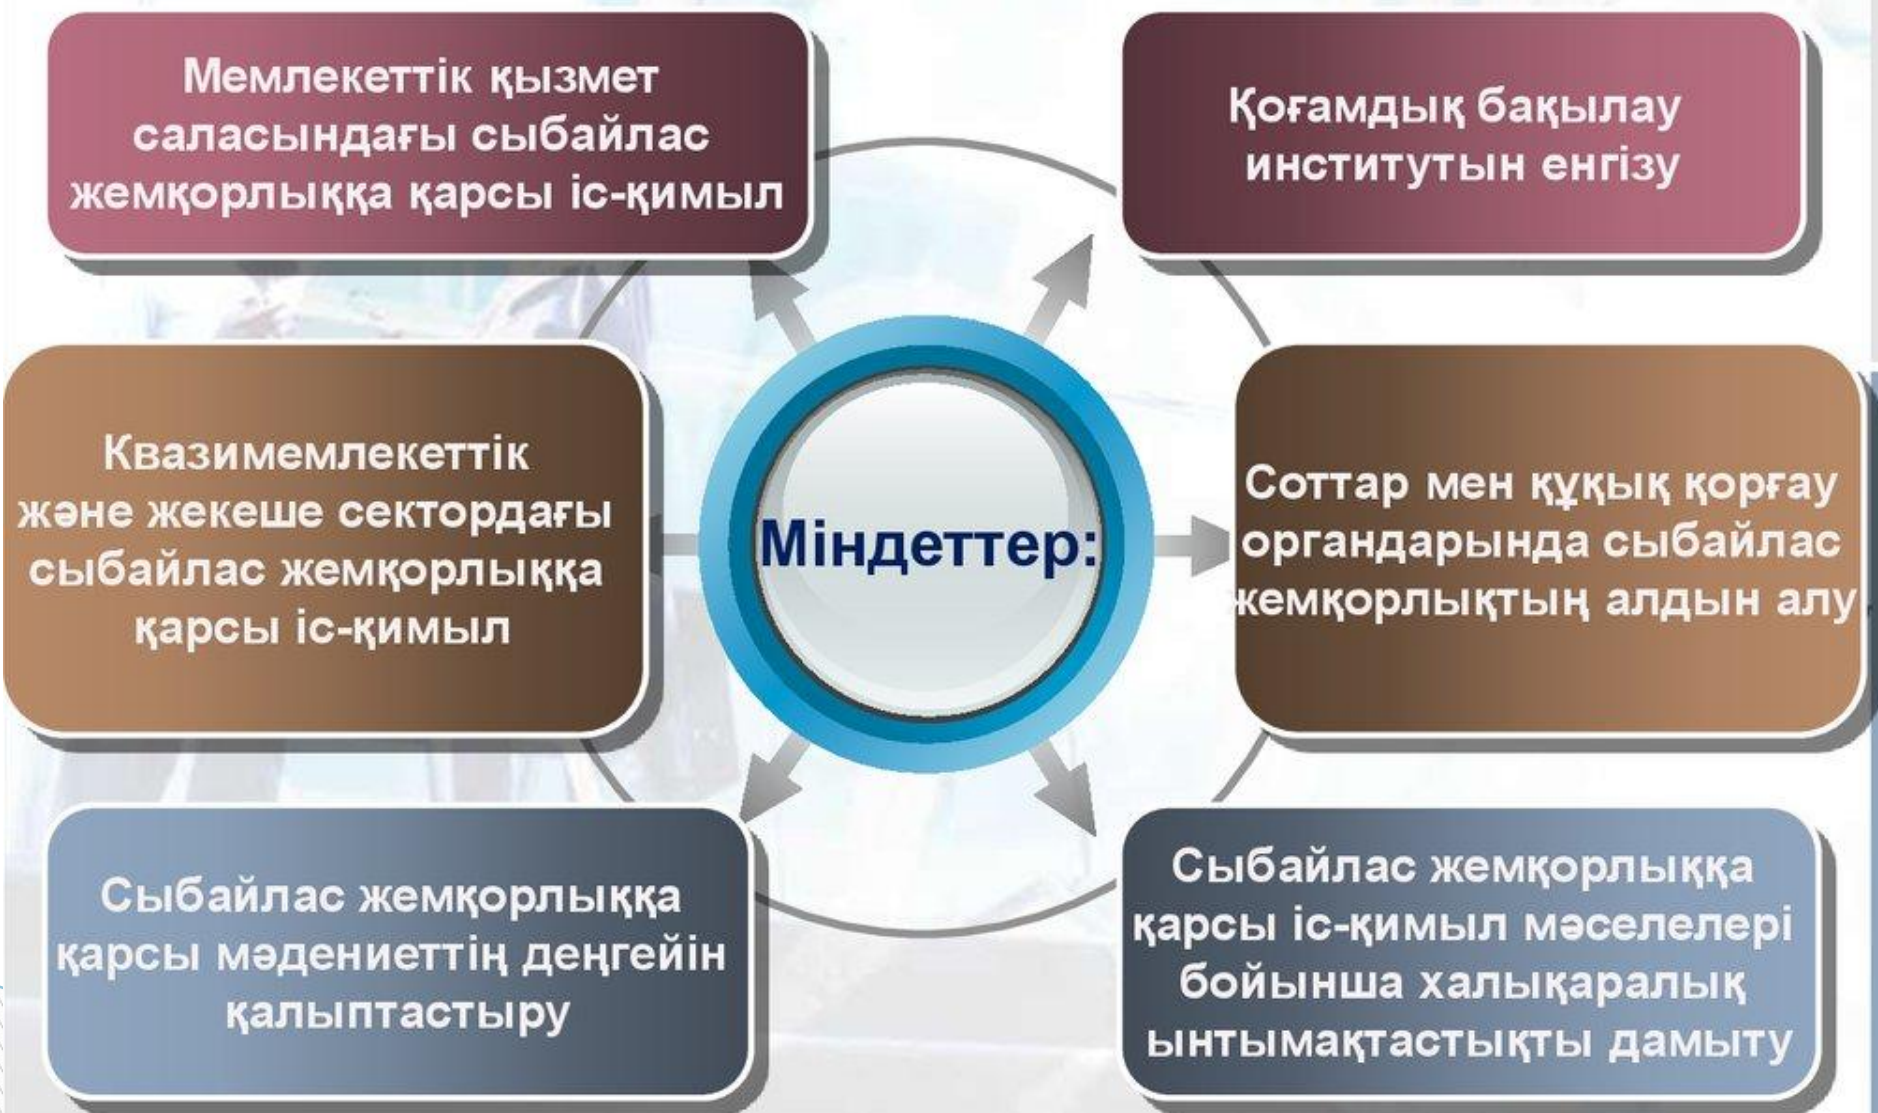 Мемлекеттік қызмет
саласындағы сыбайлас
жемқорлыққа қарсы іс-қимыл
Қоғамдық бақылау
институтын енгізу
Квазимемлекеттік
және жекеше сектордағы
сыбайлас жемқорлыққа
қарсы іс-қимыл
Міндеттер:
Соттар мен құқық қорғау
органдарында сыбайлас
жемқорлықтың алдын алу
Сыбайлас жемқорлыққа
қарсы мәдениеттің деңгейін
қалыптастыру
Сыбайлас жемқорлыққа
қарсы іс-қимыл мәселелері
бойынша халықаралық
ынтымақтастықты дамыту